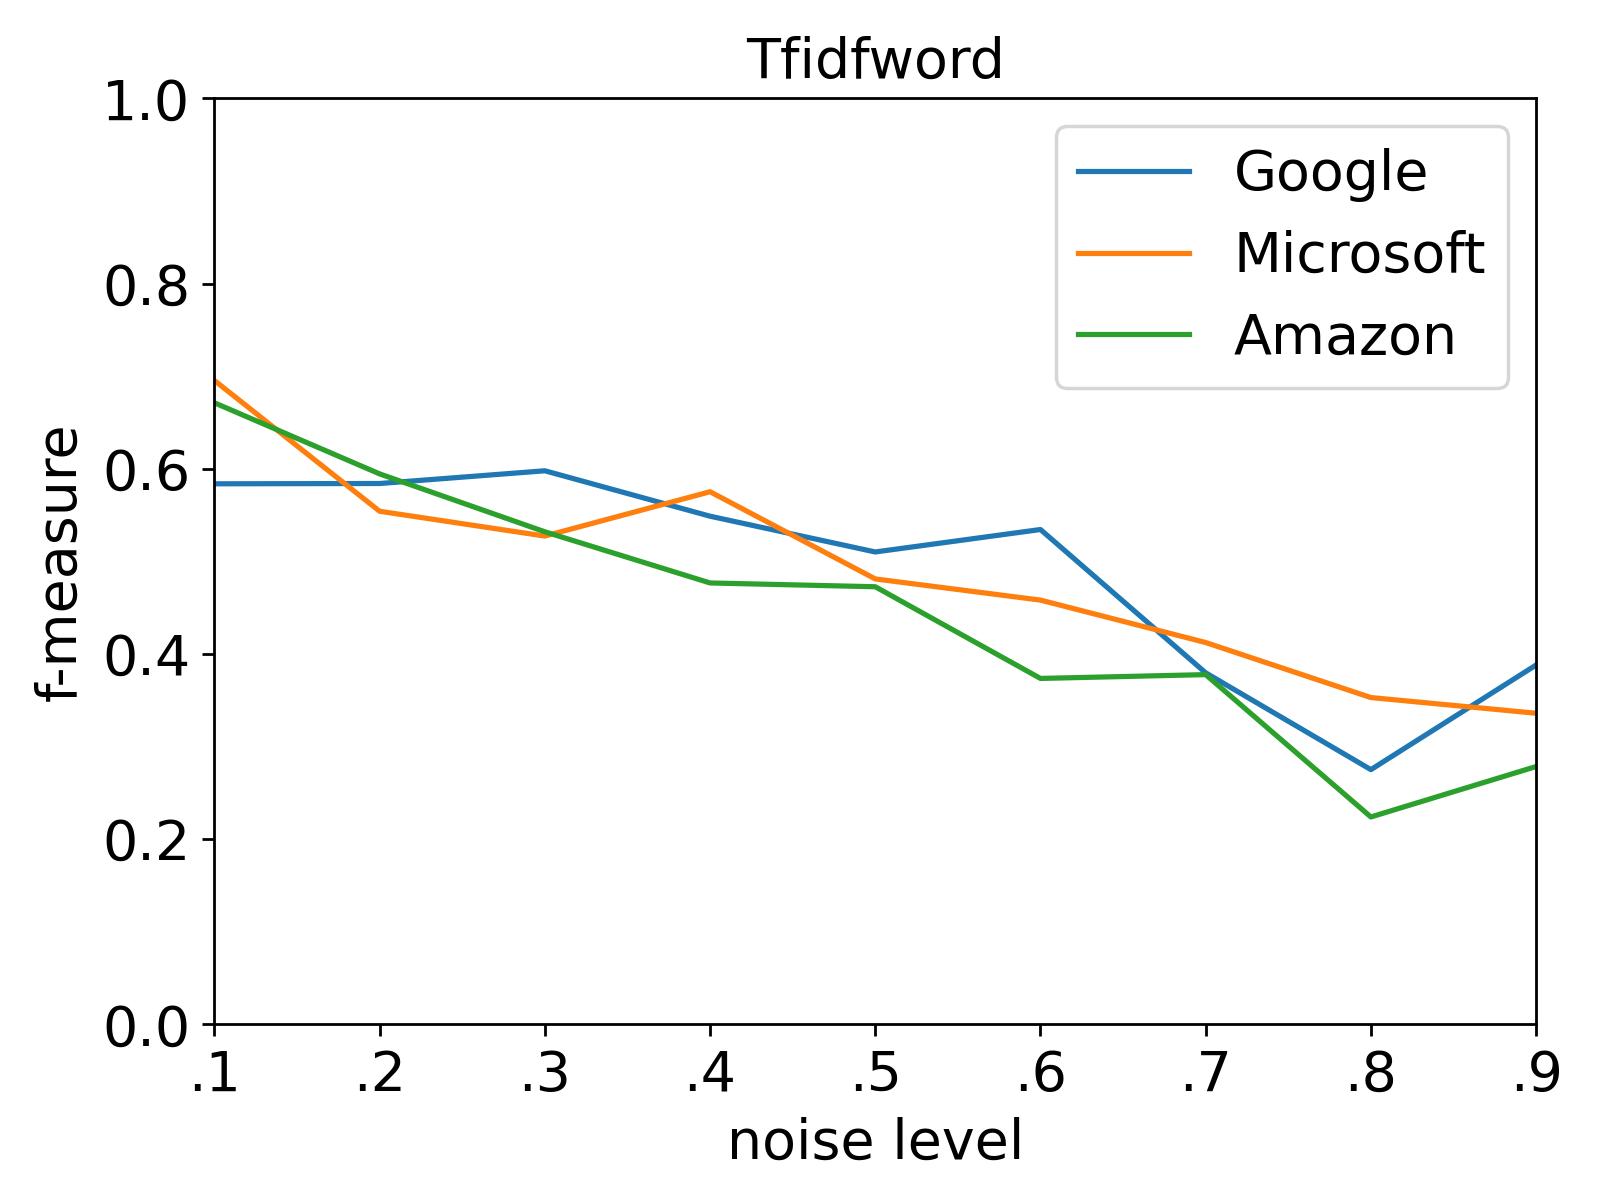 Tfidfword
1.0
0.8
0.6
0.4
0.2
0.0
f-measure
Google
Microsoft
Amazon
.1 .2 .3 .4 .5 .6 .7 .8 .9
noise level